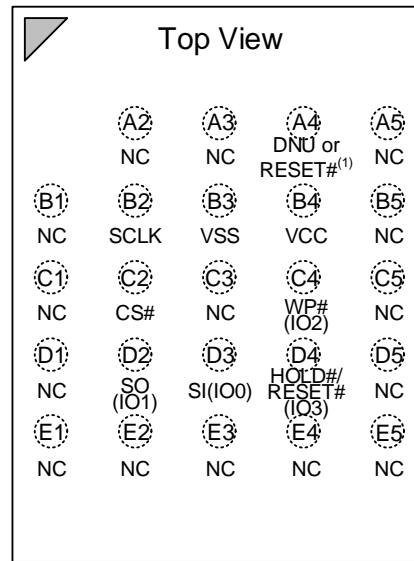 Top View
A2 A3 A4 A5
NC NC DNU or NC
RESET#(1)
B1 B2 B3 B4 B5
NC SCLK VSS VCC NC
C1 C2 C3 C4 C5
NC CS# NC WP# NC
(IO2)
D1 D2 D3 D4 D5
NC SO SI(IO0) HOLD#/ NC
(IO1) RESET#
(IO3)
E1 E2 E3 E4 E5
NC NC NC NC NC